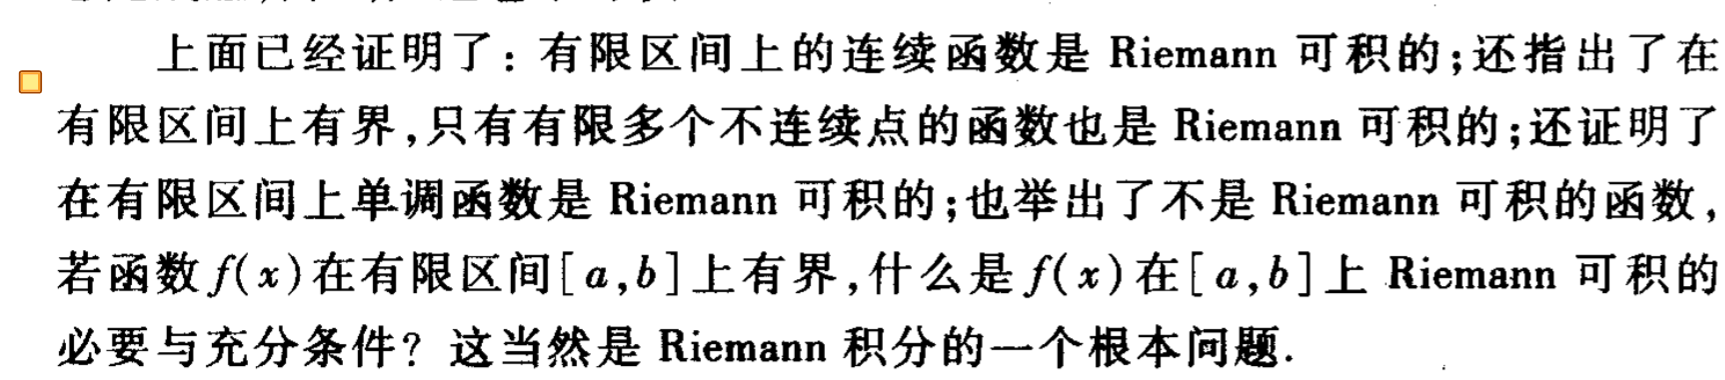 上面已经证明了：有限区间上的连续函数是 Riemann 可积的；还指出了在
有限区间上有界，只有有限多个不连续点的函数也是 Riemann 可积的；还证明了
在有限区间上单调函数是 Riemann 可积的；也举出了不是 Riemann 可积的函数，
若函数 f(x)在有限区间[a,b]上有界，什么是 f(x)在[a,b]上 Riemann 可积的
必要与充分条件？这当然是 Riemann 积分的一个根本问题.